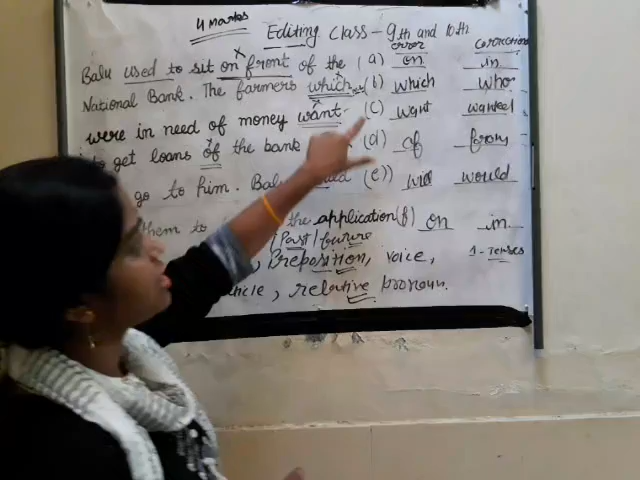 4 marks
Editing class - 9th and 10th
error Corrections
Balu used to sit on front of the (a) on in
National Bank. The farmers which (b) which who
were in need of money want (c) want wanted
to get loans of the bank (d) of from
go to him. Balu (e) will would
them to the application (f) on in
Past/future
Preposition, voice, 1 - Tenses
, relative pronoun.